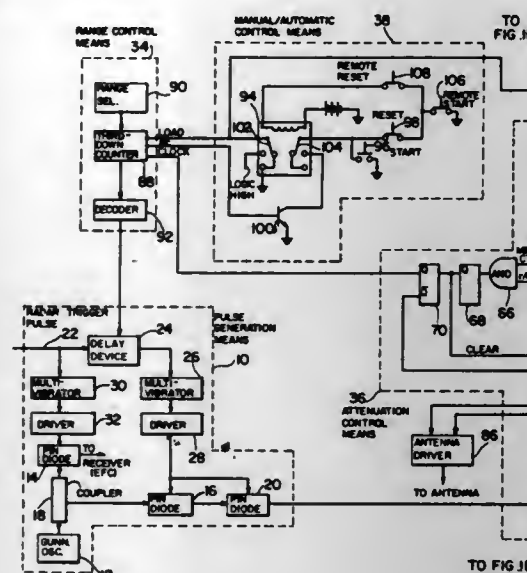 MANUAL/AUTOMATIC
CONTROL MEANS
38
TO
FIG.
RANGE CONTROL
MEANS
34
RANGE
SEL.
90
REMOTE
RESET
108
106
REMOTE
START
94
RESET
98
102
104
96
START
LOAD
CLOCK
DOWN
COUNTER
88
LOGIC
HIGH
100
DECODER
92
AND
66
68
70
CLEAR
RADAR TRIGGER
PULSE
22
DELAY
DEVICE
24
PULSE
GENERATION
MEANS
10
MULTI-
VIBRATOR
30
MULTI-
VIBRATOR
26
DRIVER
32
DRIVER
28
36
ATTENUATION
CONTROL
MEANS
ANTENNA
DRIVER
86
TO ANTENNA
PIN
DIODE
14
TO
RECEIVER
(EFC)
18
COUPLER
PIN
DIODE
16
PIN
DIODE
20
GUNN.
OSC.
TO FIG.